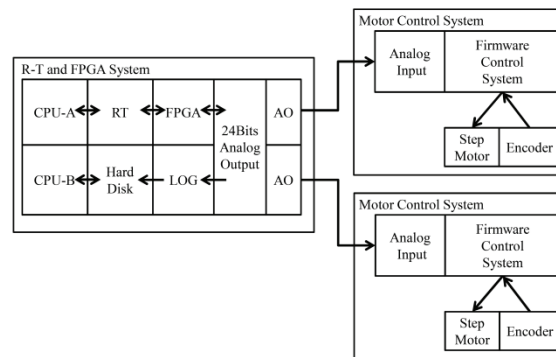 R-T and FPGA System
CPU-A
RT
FPGA
24Bits
Analog
Output
AO
CPU-B
Hard
Disk
LOG
AO
Motor Control System
Analog
Input
Firmware
Control
System
Step
Motor
Encoder
Motor Control System
Analog
Input
Firmware
Control
System
Step
Motor
Encoder